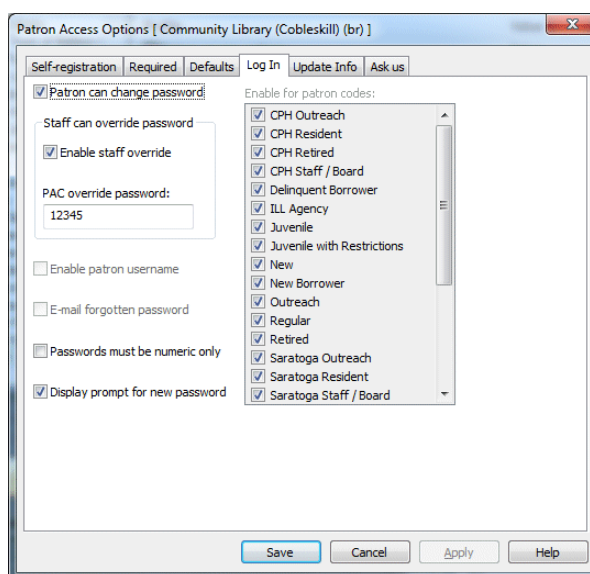 Patron Access Options [ Community Library (Cobleskill) (br) ]
Self-registration Required Defaults Log In Update Info Ask us
Patron can change password
Staff can override password
Enable staff override
PAC override password:
12345
Enable patron username
E-mail forgotten password
Passwords must be numeric only
Display prompt for new password
Enable for patron codes:
CPH Outreach
CPH Resident
CPH Retired
CPH Staff / Board
Delinquent Borrower
ILL Agency
Juvenile
Juvenile with Restrictions
New
New Borrower
Outreach
Regular
Retired
Saratoga Outreach
Saratoga Resident
Saratoga Staff / Board
Save Cancel Apply Help